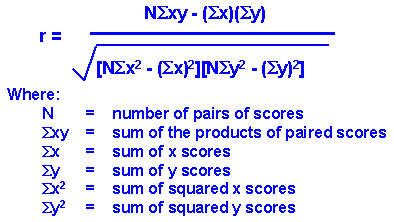 NΣxy - (Σx)(Σy)
r =
[NΣx² - (Σx)²][NΣy² - (Σy)²]
Where:
N = number of pairs of scores
Σxy = sum of the products of paired scores
Σx = sum of x scores
Σy = sum of y scores
Σx² = sum of squared x scores
Σy² = sum of squared y scores